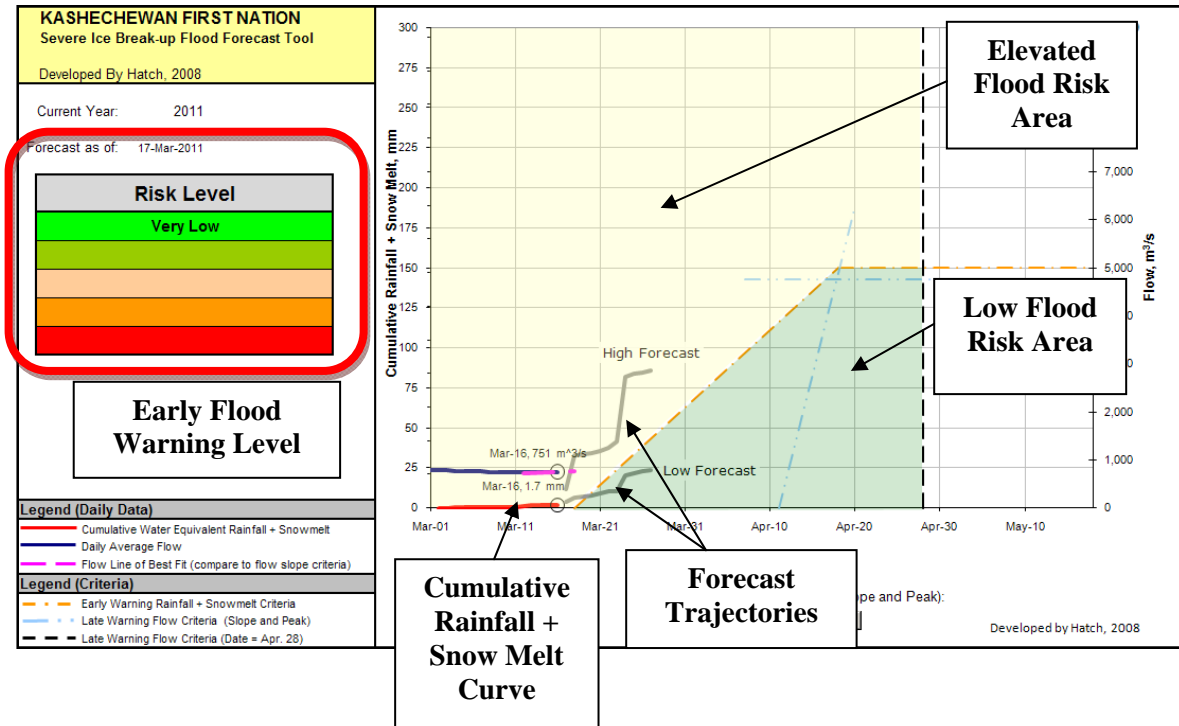 KASHECHEWAN FIRST NATION
Severe Ice Break-up Flood Forecast Tool
Developed By Hatch, 2008
Current Year: 2011
Forecast as of: 17-Mar-2011
Risk Level
Very Low
Early Flood
Warning Level
Legend (Daily Data)
Cumulative Water Equivalent Rainfall + Snowmelt
Daily Average Flow
Flow Line of Best Fit (compare to flow slope criteria)
Legend (Criteria)
Early Warning Rainfall + Snowmelt Criteria
Late Warning Flow Criteria (Slope and Peak)
Late Warning Flow Criteria (Date = Apr. 28)
Cumulative Rainfall + Snow Melt, mm
300
275
250
225
200
175
150
125
100
75
50
25
0
Mar-01
Mar-11
Mar-21
Mar-31
Apr-10
Apr-20
Apr-30
May-10
Elevated
Flood Risk
Area
7,000
6,000
5,000
2,000
1,000
0
Flow, m³/s
Low Flood
Risk Area
High Forecast
Mar-16, 751 m^3/s
Mar-16, 1.7 mm
Low Forecast
Cumulative
Rainfall +
Snow Melt
Curve
Forecast
Trajectories
ope and Peak):
Developed by Hatch, 2008